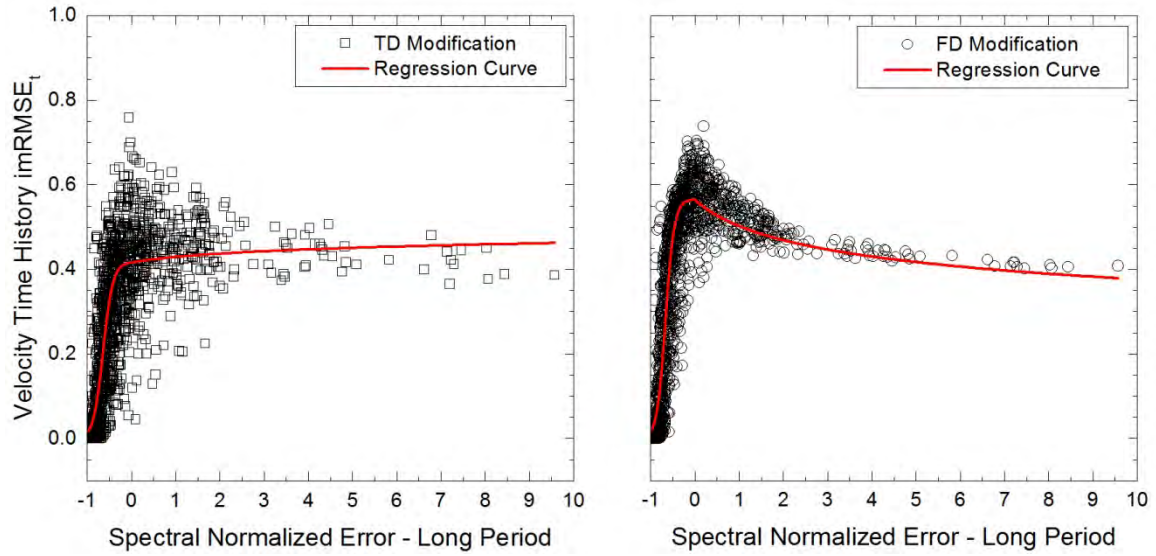 Velocity Time History imRMSE_t
1.0
0.8
0.6
0.4
0.2
0.0
TD Modification
Regression Curve
-1 0 1 2 3 4 5 6 7 8 9 10
Spectral Normalized Error - Long Period
FD Modification
Regression Curve
-1 0 1 2 3 4 5 6 7 8 9 10
Spectral Normalized Error - Long Period